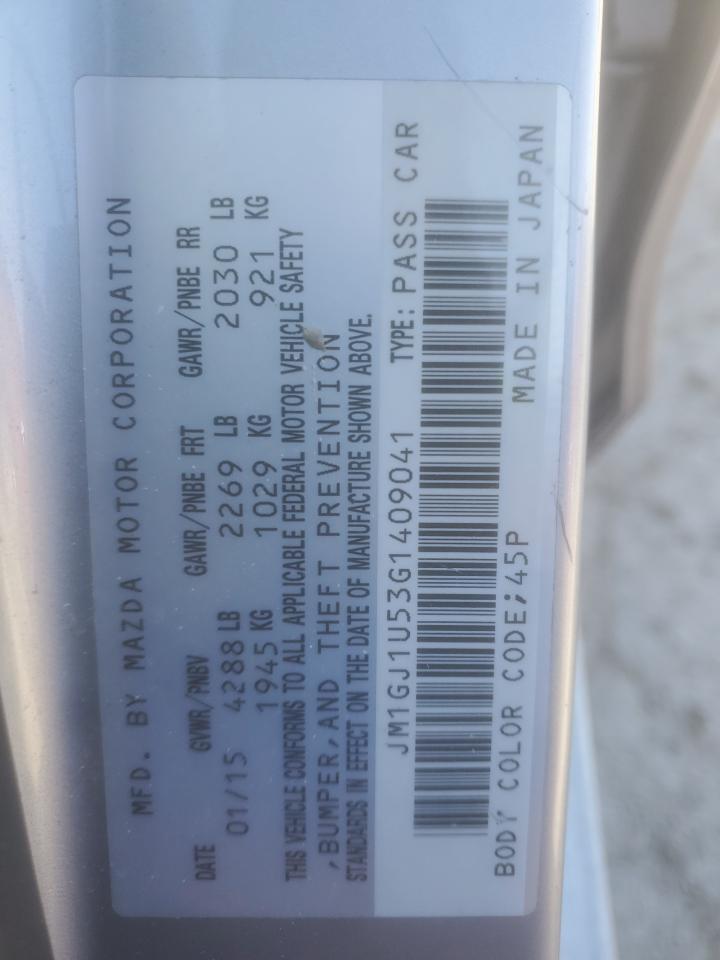 MFD. BY MAZDA MOTOR CORPORATION
DATE GVWR/PNBV GAWR/PNBE FRT GAWR/PNBE RR
01/15 4288 LB 2269 LB 2030 LB
1945 KG 1029 KG 921 KG
THIS VEHICLE CONFORMS TO ALL APPLICABLE FEDERAL MOTOR VEHICLE SAFETY
,BUMPER,AND THEFT PREVENTION
STANDARDS IN EFFECT ON THE DATE OF MANUFACTURE SHOWN ABOVE.
JM1GJ1U53G1409041 TYPE: PASS CAR
BODY COLOR CODE;45P MADE IN JAPAN